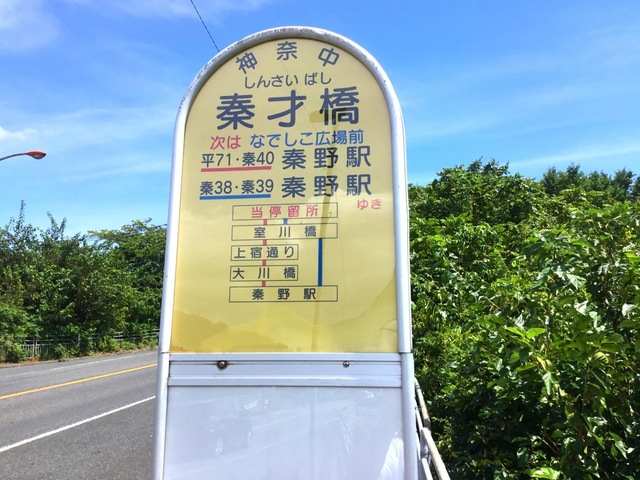 神奈中
しんさいばし
秦才橋
次は なでしこ広場前
平71・秦40 秦野駅
秦38・秦39 秦野駅
ゆき
当停留所
室川橋
上宿通り
大川橋
秦野駅